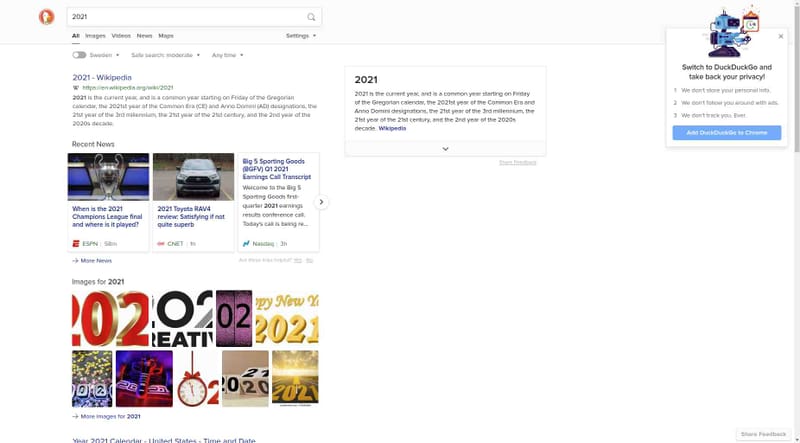 2021
All Images Videos News Maps Settings
Sweden Safe search: moderate Any time
2021 - Wikipedia
W https://en.wikipedia.org/wiki/2021
2021 is the current year, and is a common year starting on Friday of the Gregorian
calendar, the 2021st year of the Common Era (CE) and Anno Domini (AD) designations, the
21st year of the 3rd millennium, the 21st year of the 21st century, and the 2nd year of the
2020s decade.
Recent News
When is the 2021
Champions League final
and where is it played?
ESPN
2021 Toyota RAV4
review: Satisfying if not
quite superb
CNET 1h
Big 5 Sporting Goods
(BGFV) Q1 2021
Earnings Call Transcript
Welcome to the Big 5
Sporting Goods first-
quarter 2021 earnings
results conference call.
Today's call is being re...
Nasdaq 3h
→ More News
Are these links helpful? Yes No
Images for 2021
202
202
REATIV
02
ppy New Y
2021
2021
2021
→ More Images for 2021
Year 2021 Calendar - United States - Time and Date
2021
2021 is the current year, and is a common year starting on Friday
of the Gregorian calendar, the 2021st year of the Common Era and
Anno Domini designations, the 21st year of the 3rd millennium,
the 21st year of the 21st century, and the 2nd year of the 2020s
decade. Wikipedia
Share Feedback
Switch to DuckDuckGo and
take back your privacy!
1 We don't store your personal info.
2 We don't follow you around with ads.
3 We don't track you. Ever.
Add DuckDuckGo to Chrome
Share Feedback